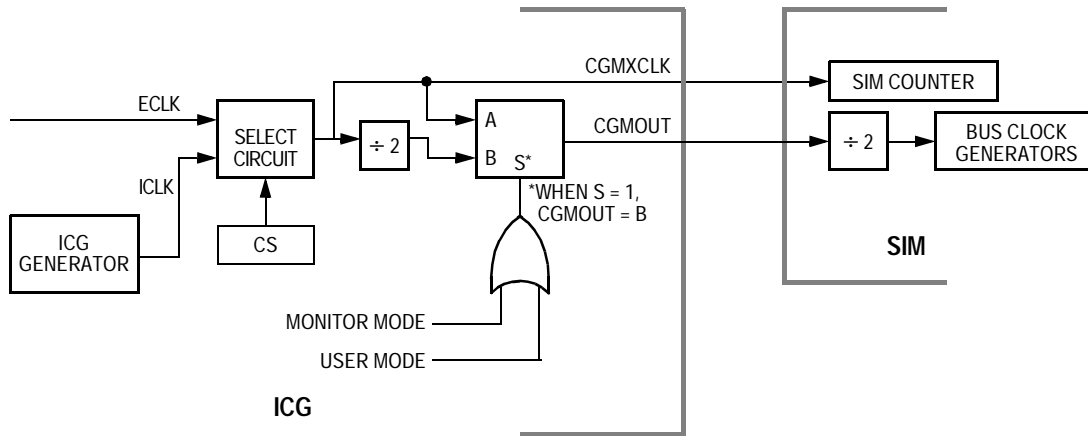 CGMXCLK
SIM COUNTER
ECLK
SELECT
CIRCUIT
÷ 2
A
B
S*
CGMOUT
÷ 2
BUS CLOCK
GENERATORS
*WHEN S = 1,
CGMOUT = B
ICLK
ICG
GENERATOR
CS
SIM
MONITOR MODE
USER MODE
ICG